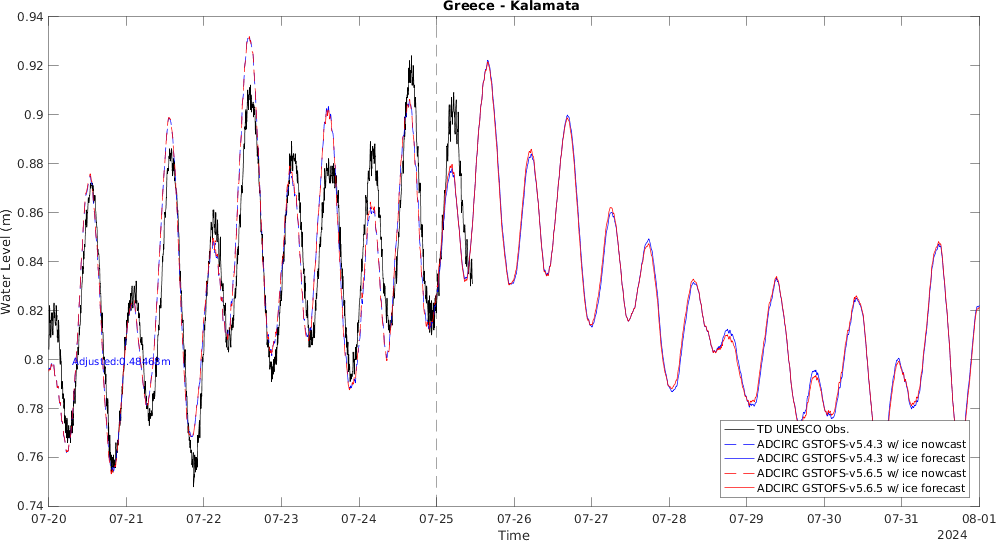 Greece - Kalamata
0.94
0.92
0.9
0.88
0.86
0.84
0.82
0.8
0.78
0.76
0.74
Water Level (m)
Adjusted:0.48468m
TD UNESCO Obs.
ADCIRC GSTOFS-v5.4.3 w/ ice nowcast
ADCIRC GSTOFS-v5.4.3 w/ ice forecast
ADCIRC GSTOFS-v5.6.5 w/ ice nowcast
ADCIRC GSTOFS-v5.6.5 w/ ice forecast
07-20 07-21 07-22 07-23 07-24 07-25 07-26 07-27 07-28 07-29 07-30 07-31 08-01
Time
2024